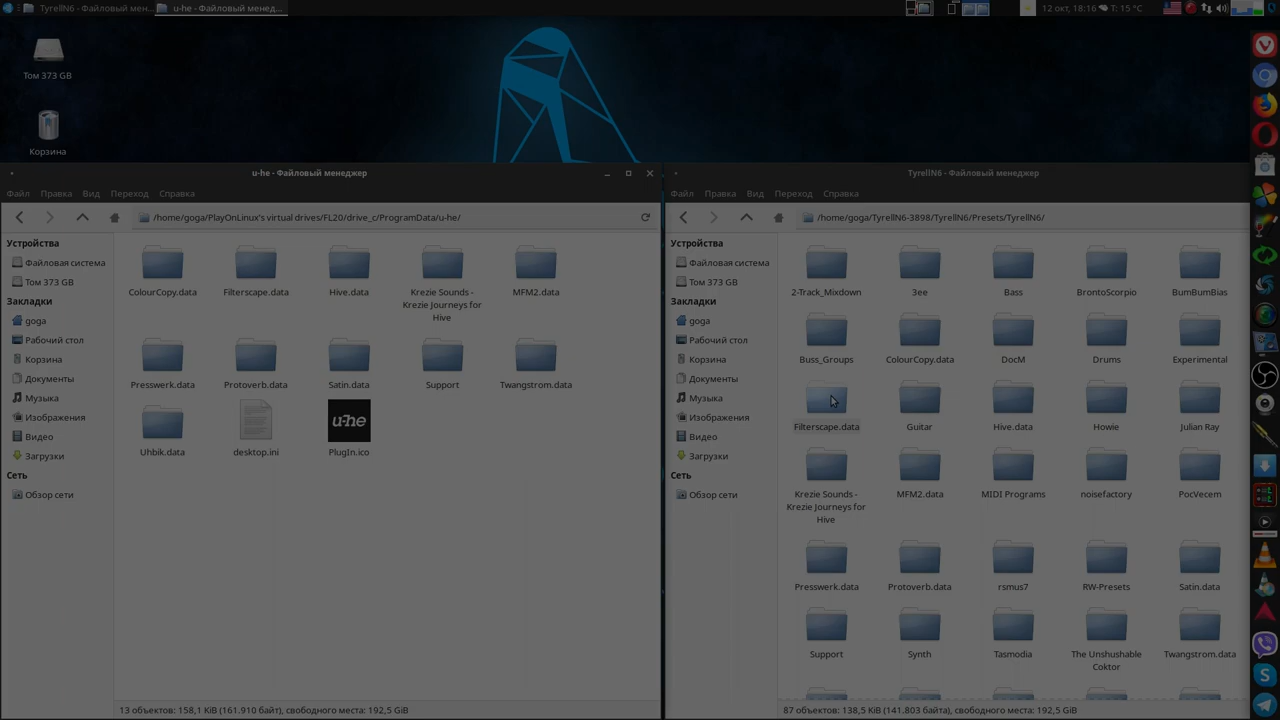 TyrellN6 - Файловый мен...
u-he - Файловый менед...
12 окт, 18:16
T: 15 °C
Том 373 GB
Корзина
u-he - Файловый менеджер
Файл Правка Вид Переход Справка
/home/goga/PlayOnLinux's virtual drives/FL20/drive_c/ProgramData/u-he/
Устройства
Файловая система
Том 373 GB
Закладки
goga
Рабочий стол
Корзина
Документы
Музыка
Изображения
Видео
Загрузки
Сеть
Обзор сети
ColourCopy.data
Filterscape.data
Hive.data
Krezie Sounds -
Krezie Journeys for
Hive
MFM2.data
Presswerk.data
Protoverb.data
Satin.data
Support
Twangstrom.data
Uhbik.data
desktop.ini
u-he
PlugIn.ico
13 объектов: 158,1 KiB (161.910 байт), свободного места: 192,5 GiB
TyrellN6 - Файловый менеджер
Файл Правка Вид Переход Справка
/home/goga/TyrellN6-3898/TyrellN6/Presets/TyrellN6/
Устройства
Файловая система
Том 373 GB
Закладки
goga
Рабочий стол
Корзина
Документы
Музыка
Изображения
Видео
Загрузки
Сеть
Обзор сети
2-Track_Mixdown
3ee
Bass
BrontoScorpio
BumBumBias
Buss_Groups
ColourCopy.data
DocM
Drums
Experimental
Filterscape.data
Guitar
Hive.data
Howie
Julian Ray
Krezie Sounds -
Krezie Journeys for
Hive
MFM2.data
MIDI Programs
noisefactory
PocVecem
Presswerk.data
Protoverb.data
rsmus7
RW-Presets
Satin.data
Support
Synth
Tasmodia
The Unshushable
Coktor
Twangstrom.data
87 объектов: 138,5 KiB (141.803 байта), свободного места: 192,5 GiB